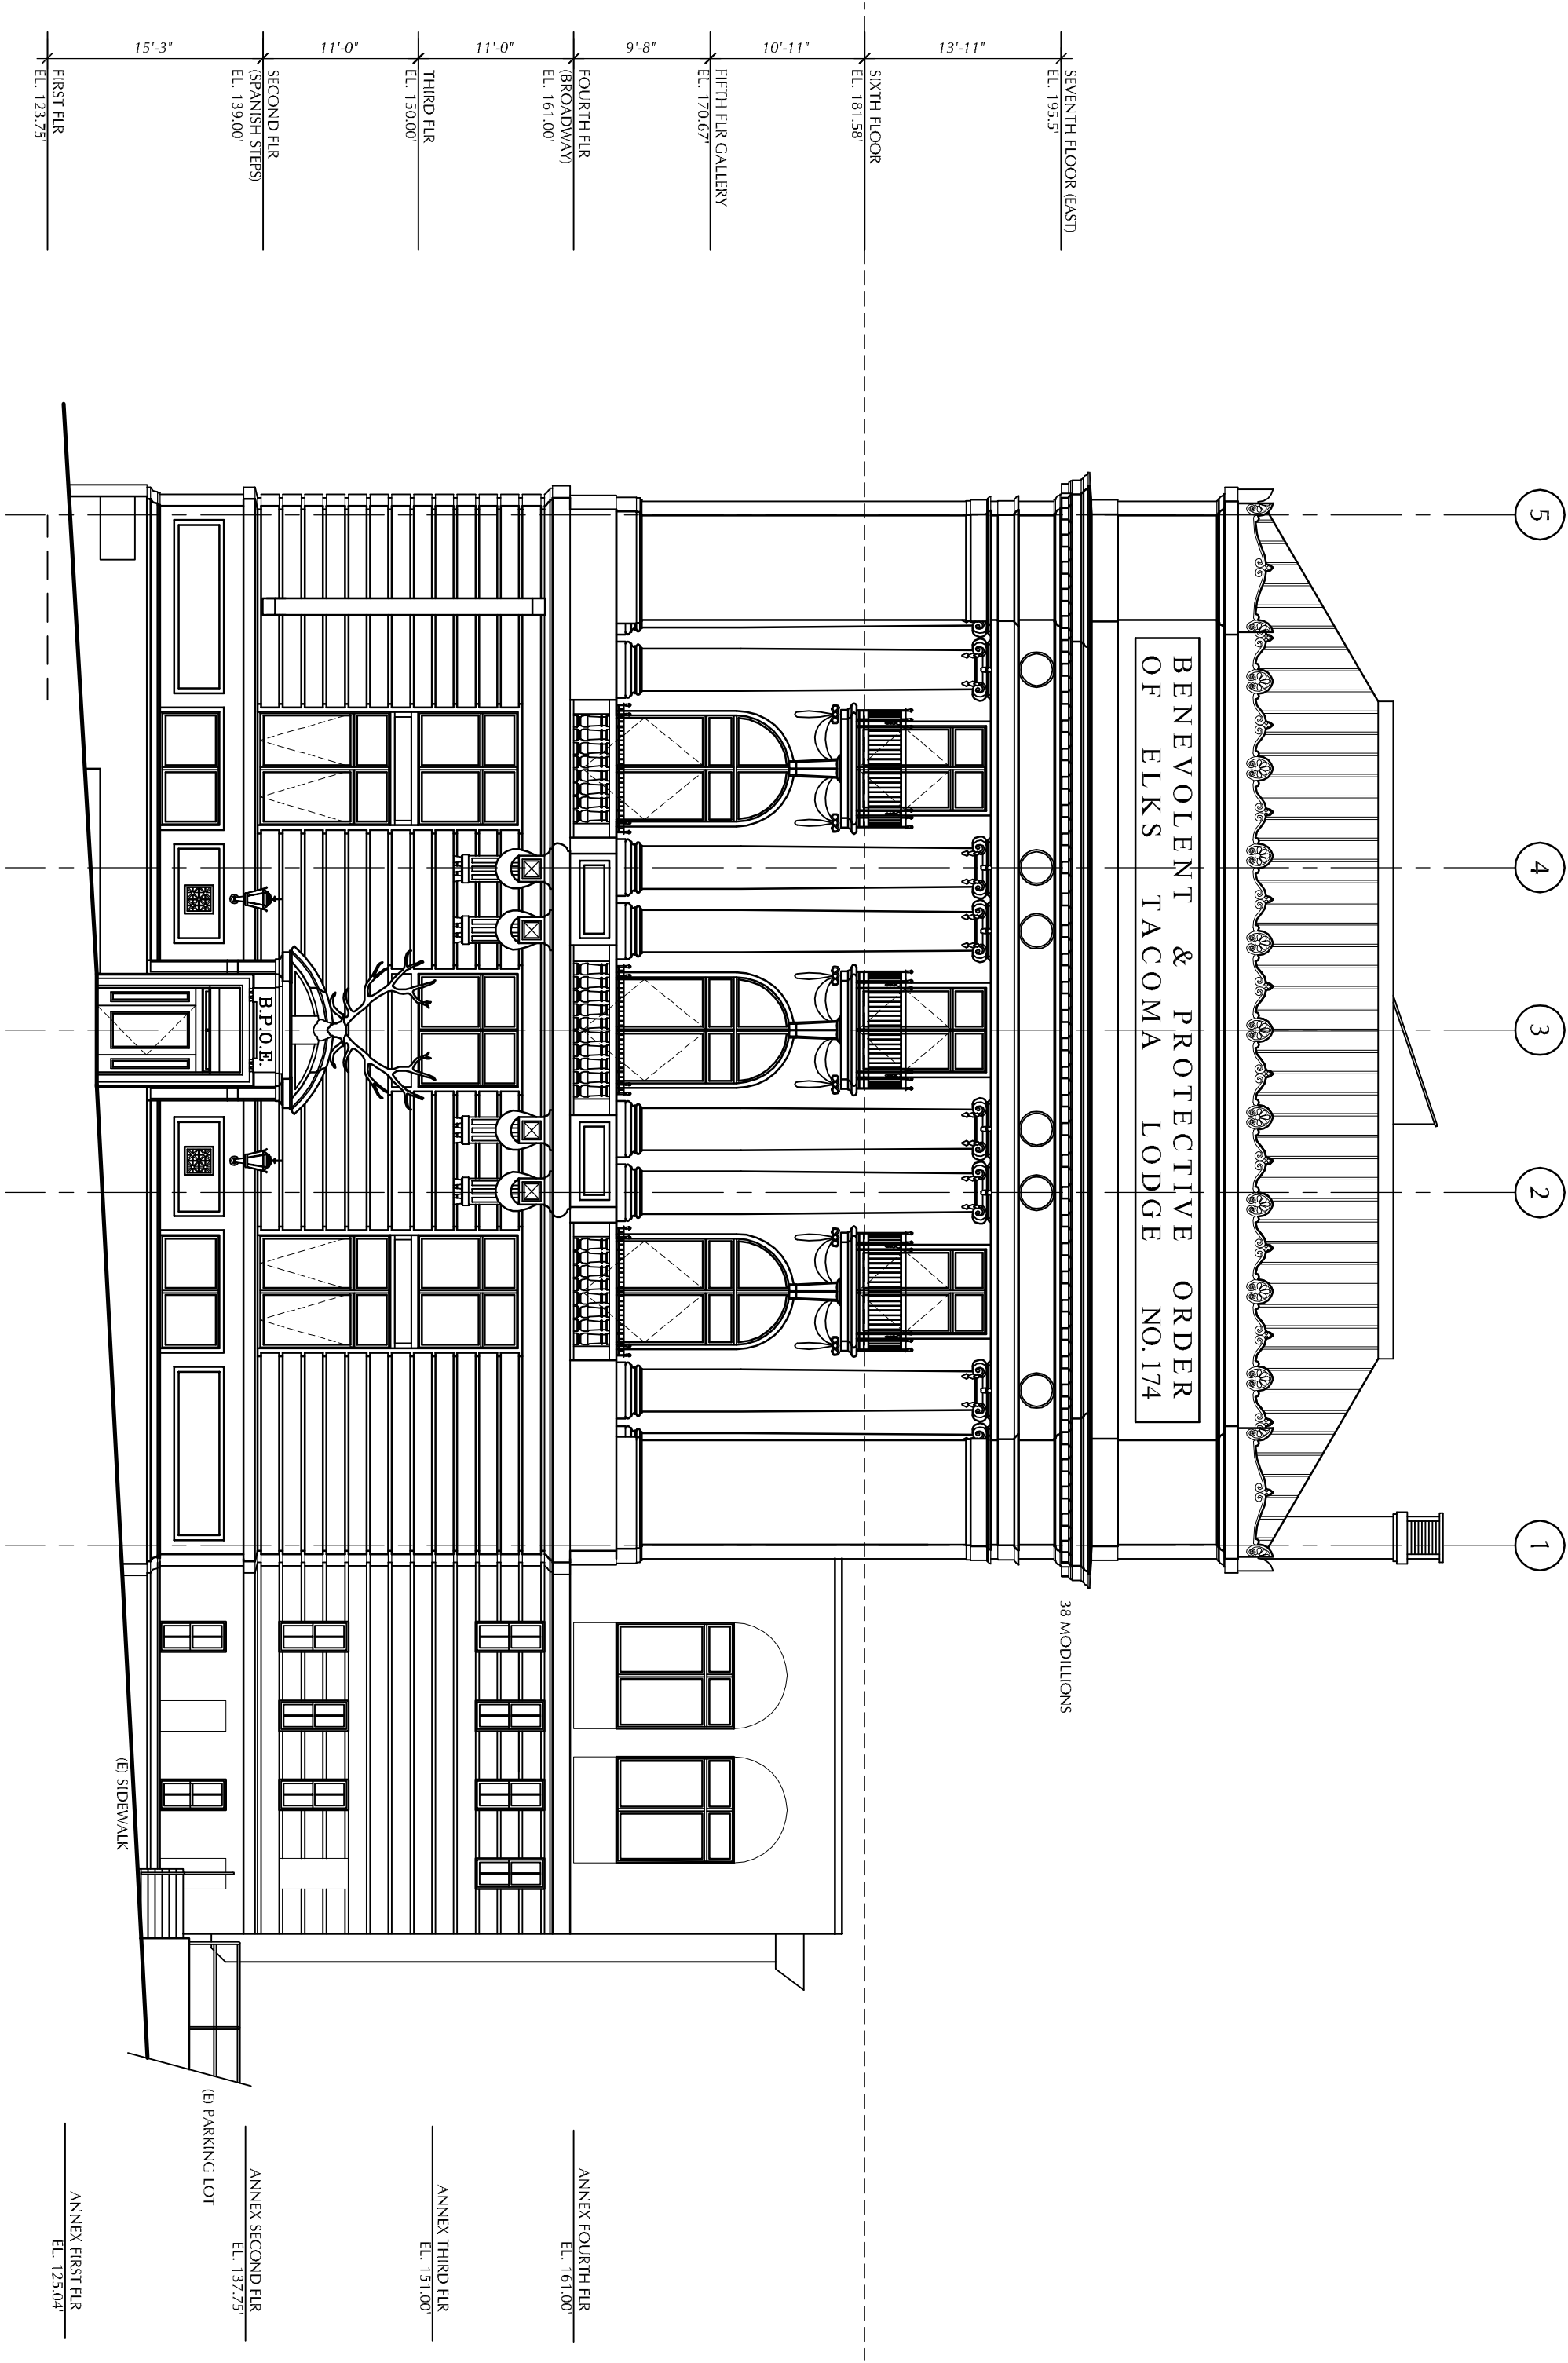 5
4
3
2
1
SEVENTH FLOOR (EAST)
EL. 195.5'
13'-11"
SIXTH FLOOR
EL. 181.58'
10'-11"
FIFTH FLR GALLERY
EL. 170.67'
9'-8"
FOURTH FLR
(BROADWAY)
EL. 161.00'
11'-0"
THIRD FLR
EL. 150.00'
11'-0"
SECOND FLR
(SPANISH STEPS)
EL. 139.00'
15'-3"
FIRST FLR
EL. 123.75'
BENEVOLENT & PROTECTIVE ORDER
OF ELKS TACOMA LODGE NO. 174
38 MODILLIONS
B.P.O.E.
(E) SIDEWALK
(E) PARKING LOT
ANNEX FOURTH FLR
EL. 161.00'
ANNEX THIRD FLR
EL. 151.00'
ANNEX SECOND FLR
EL. 137.75'
ANNEX FIRST FLR
EL. 125.04'